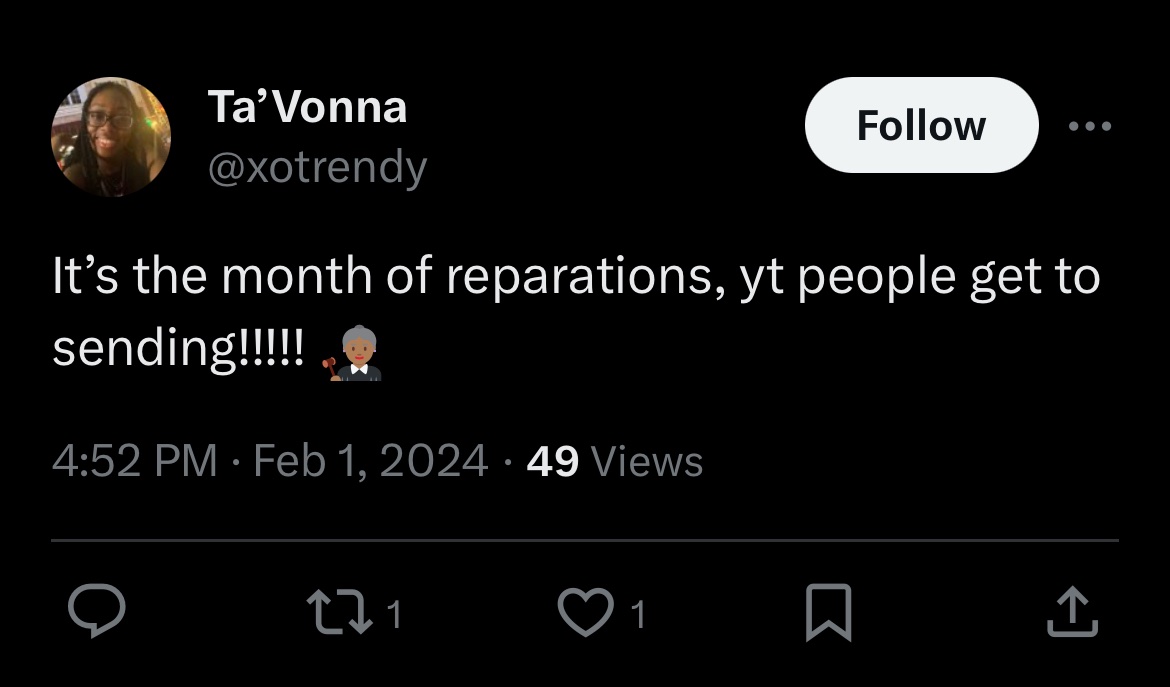 Ta’Vonna
@xotrendy
Follow
It’s the month of reparations, yt people get to
sending!!!!! 👩🏽‍⚖️
4:52 PM · Feb 1, 2024 · 49 Views
1
1